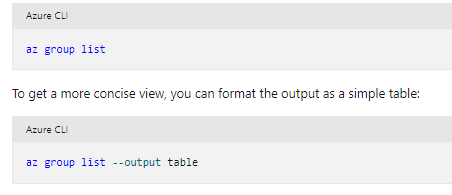 Azure CLI
az group list
To get a more concise view, you can format the output as a simple table:
Azure CLI
az group list --output table